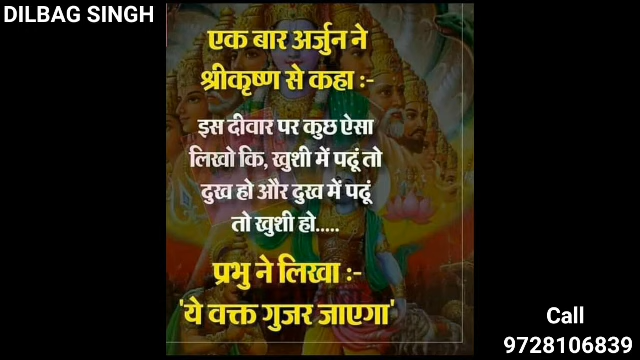 DILBAG SINGH
एक बार अर्जुन ने
श्रीकृष्ण से कहा :-
इस दीवार पर कुछ ऐसा
लिखो कि, खुशी में पढूं तो
दुख हो और दुख में पढूं
तो खुशी हो.....
प्रभु ने लिखा :-
'ये वक्त गुजर जाएगा'
Call
9728106839